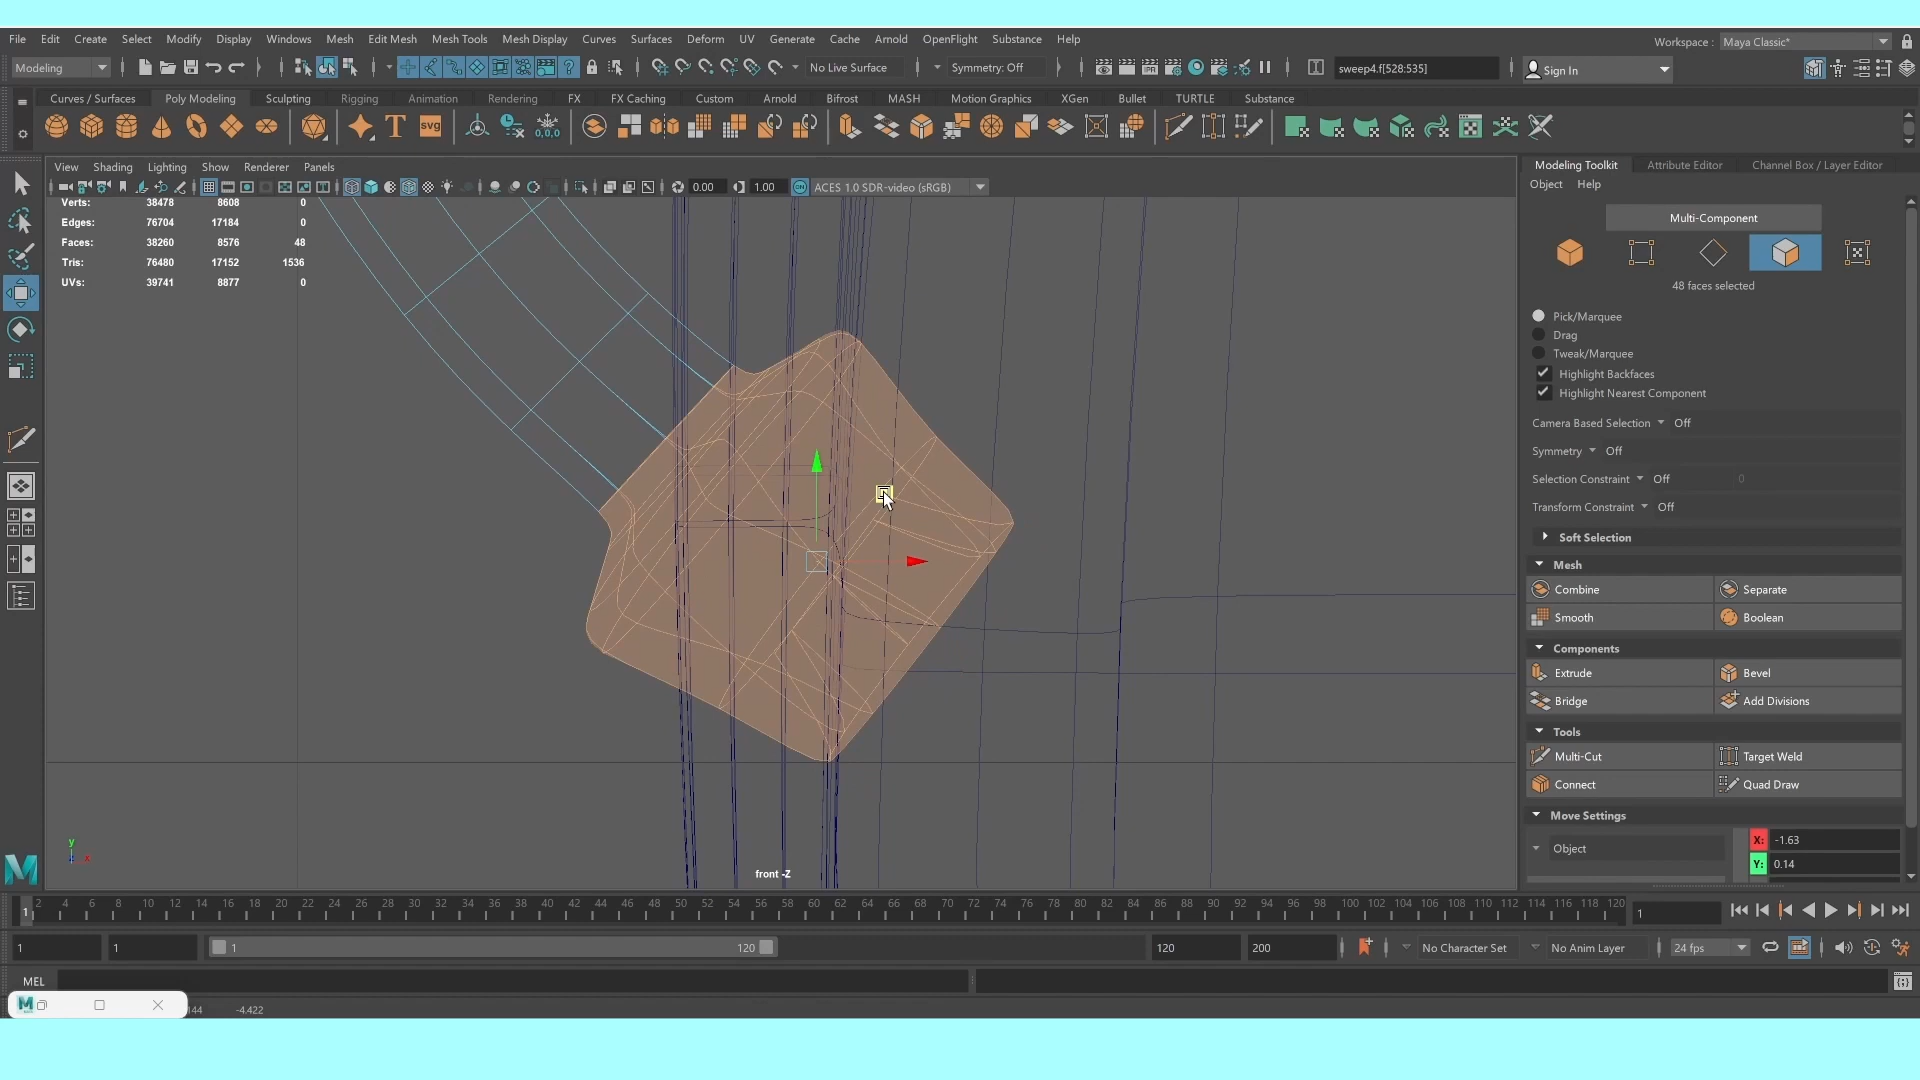 File Edit Create Select Modify Display Windows Mesh Edit Mesh Mesh Tools Mesh Display Curves Surfaces Deform UV Generate Cache Arnold OpenFlight Substance Help
Workspace : Maya Classic*
Modeling No Live Surface Symmetry: Off sweep4.f[528:535] Sign In
Curves / Surfaces Poly Modeling Sculpting Rigging Animation Rendering FX FX Caching Custom Arnold Bifrost MASH Motion Graphics XGen Bullet TURTLE Substance
T svg 0,0,0
View Shading Lighting Show Renderer Panels
0.00 1.00 ON ACES 1.0 SDR-video (sRGB)
Verts: 38478 8608 0
Edges: 76704 17184 0
Faces: 38260 8576 48
Tris: 76480 17152 1536
UVs: 39741 8877 0
y
x
front -Z
Modeling Toolkit Attribute Editor Channel Box / Layer Editor
Object Help
Multi-Component
48 faces selected
Pick/Marquee
Drag
Tweak/Marquee
Highlight Backfaces
Highlight Nearest Component
Camera Based Selection Off
Symmetry Off
Selection Constraint Off 0
Transform Constraint Off
Soft Selection
Mesh
Combine Separate
Smooth Boolean
Components
Extrude Bevel
Bridge Add Divisions
Tools
Multi-Cut Target Weld
Connect Quad Draw
Move Settings
Object X: -1.63
Y: 0.14
1 2 4 6 8 10 12 14 16 18 20 22 24 26 28 30 32 34 36 38 40 42 44 46 48 50 52 54 56 58 60 62 64 66 68 70 72 74 76 78 80 82 84 86 88 90 92 94 96 98 100 102 104 106 108 110 112 114 116 120 1
1 1 1 120 120 200 No Character Set No Anim Layer 24 fps
MEL
M 144 -4.422